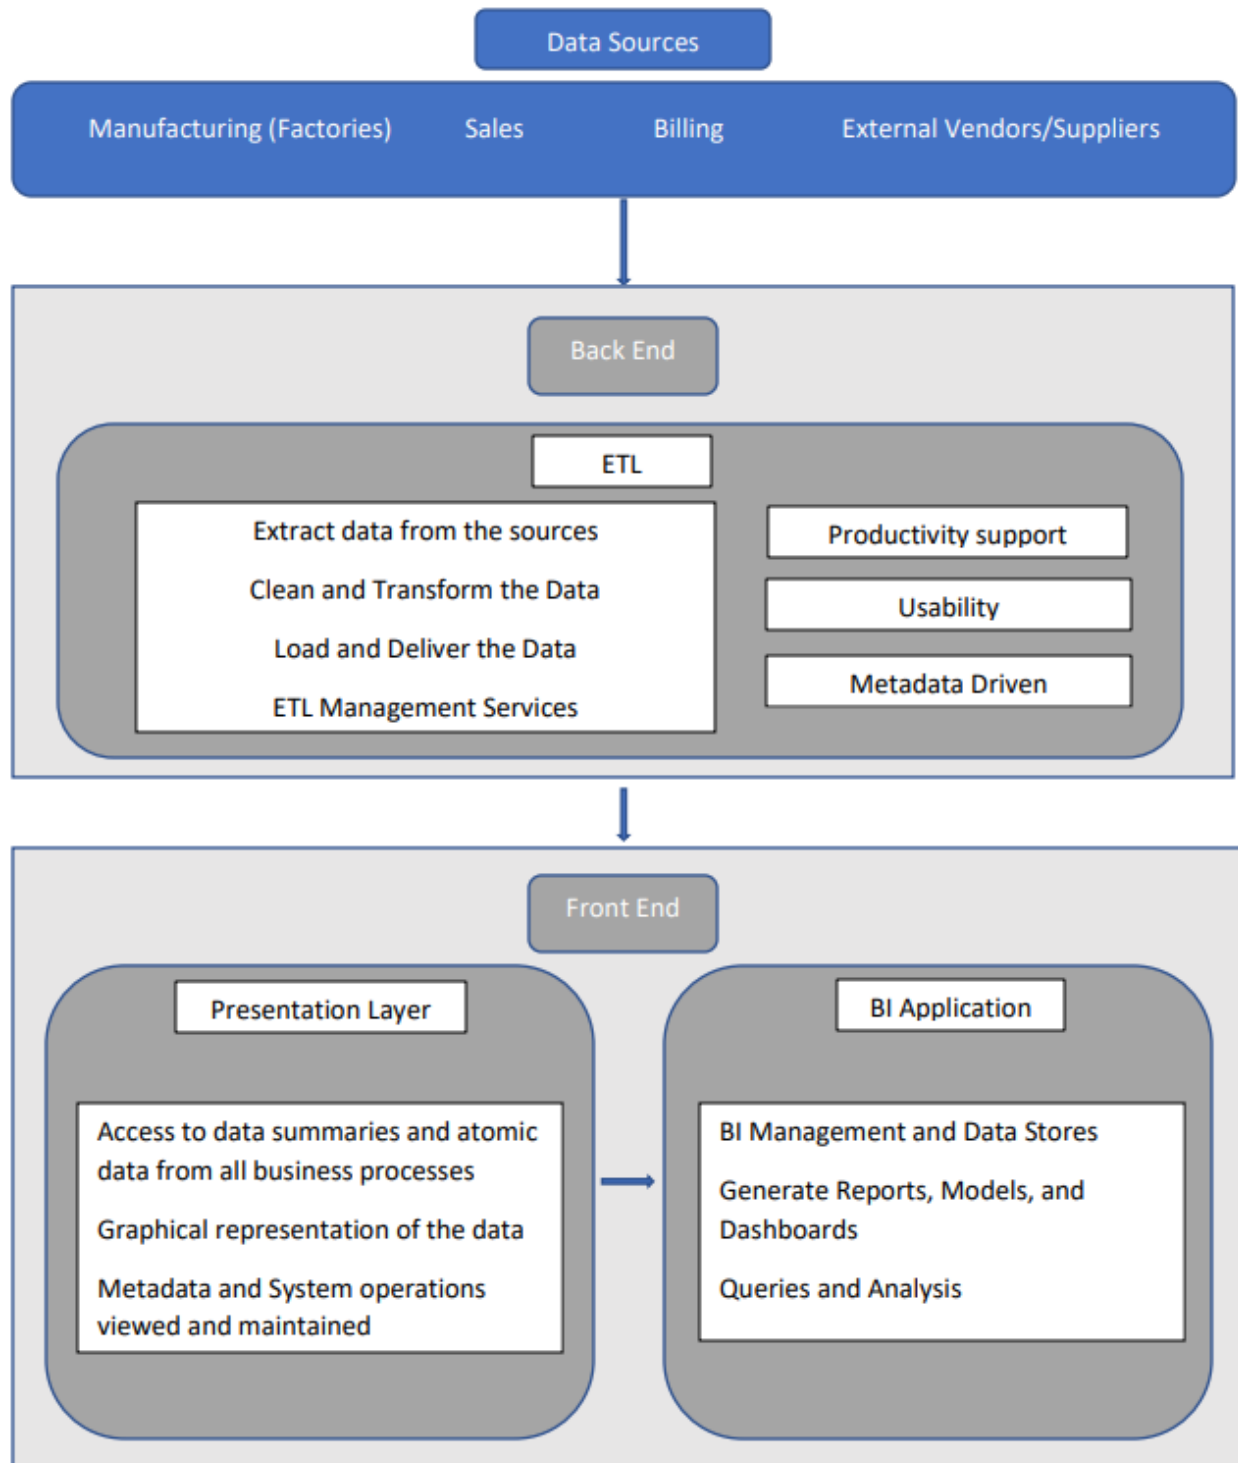 Data Sources
Manufacturing (Factories) Sales Billing External Vendors/Suppliers
Back End
ETL
Extract data from the sources
Clean and Transform the Data
Load and Deliver the Data
ETL Management Services
Productivity support
Usability
Metadata Driven
Front End
Presentation Layer
Access to data summaries and atomic
data from all business processes
Graphical representation of the data
Metadata and System operations
viewed and maintained
BI Application
BI Management and Data Stores
Generate Reports, Models, and
Dashboards
Queries and Analysis